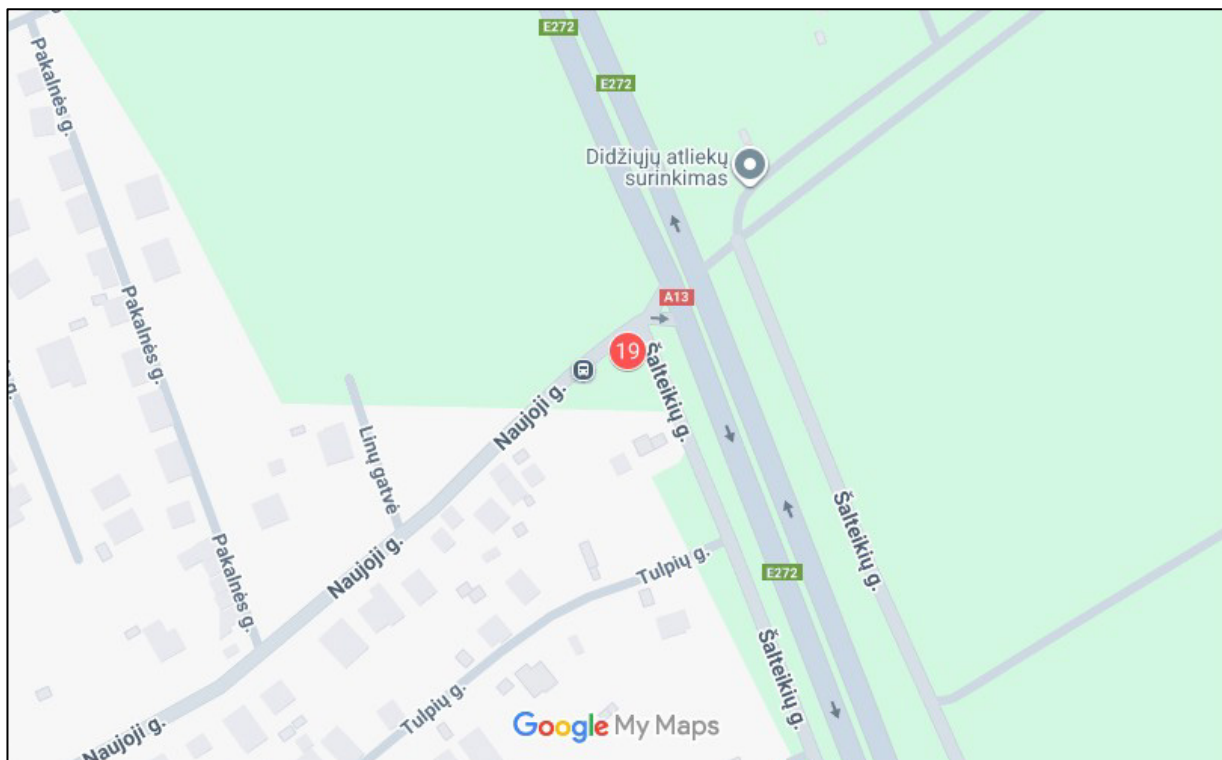 E272
E272
Pakalnės g.
Didžiųjų atliekų
surinkimas
A13
Pakalnės g.
19
Šalteikių g.
Naujoji g.
Linų gatvė
Šalteikių g.
Pakalnės g.
Naujoji g.
Tulpių g.
E272
Šalteikių g.
Tulpių g.
Naujoji g.
Google My Maps